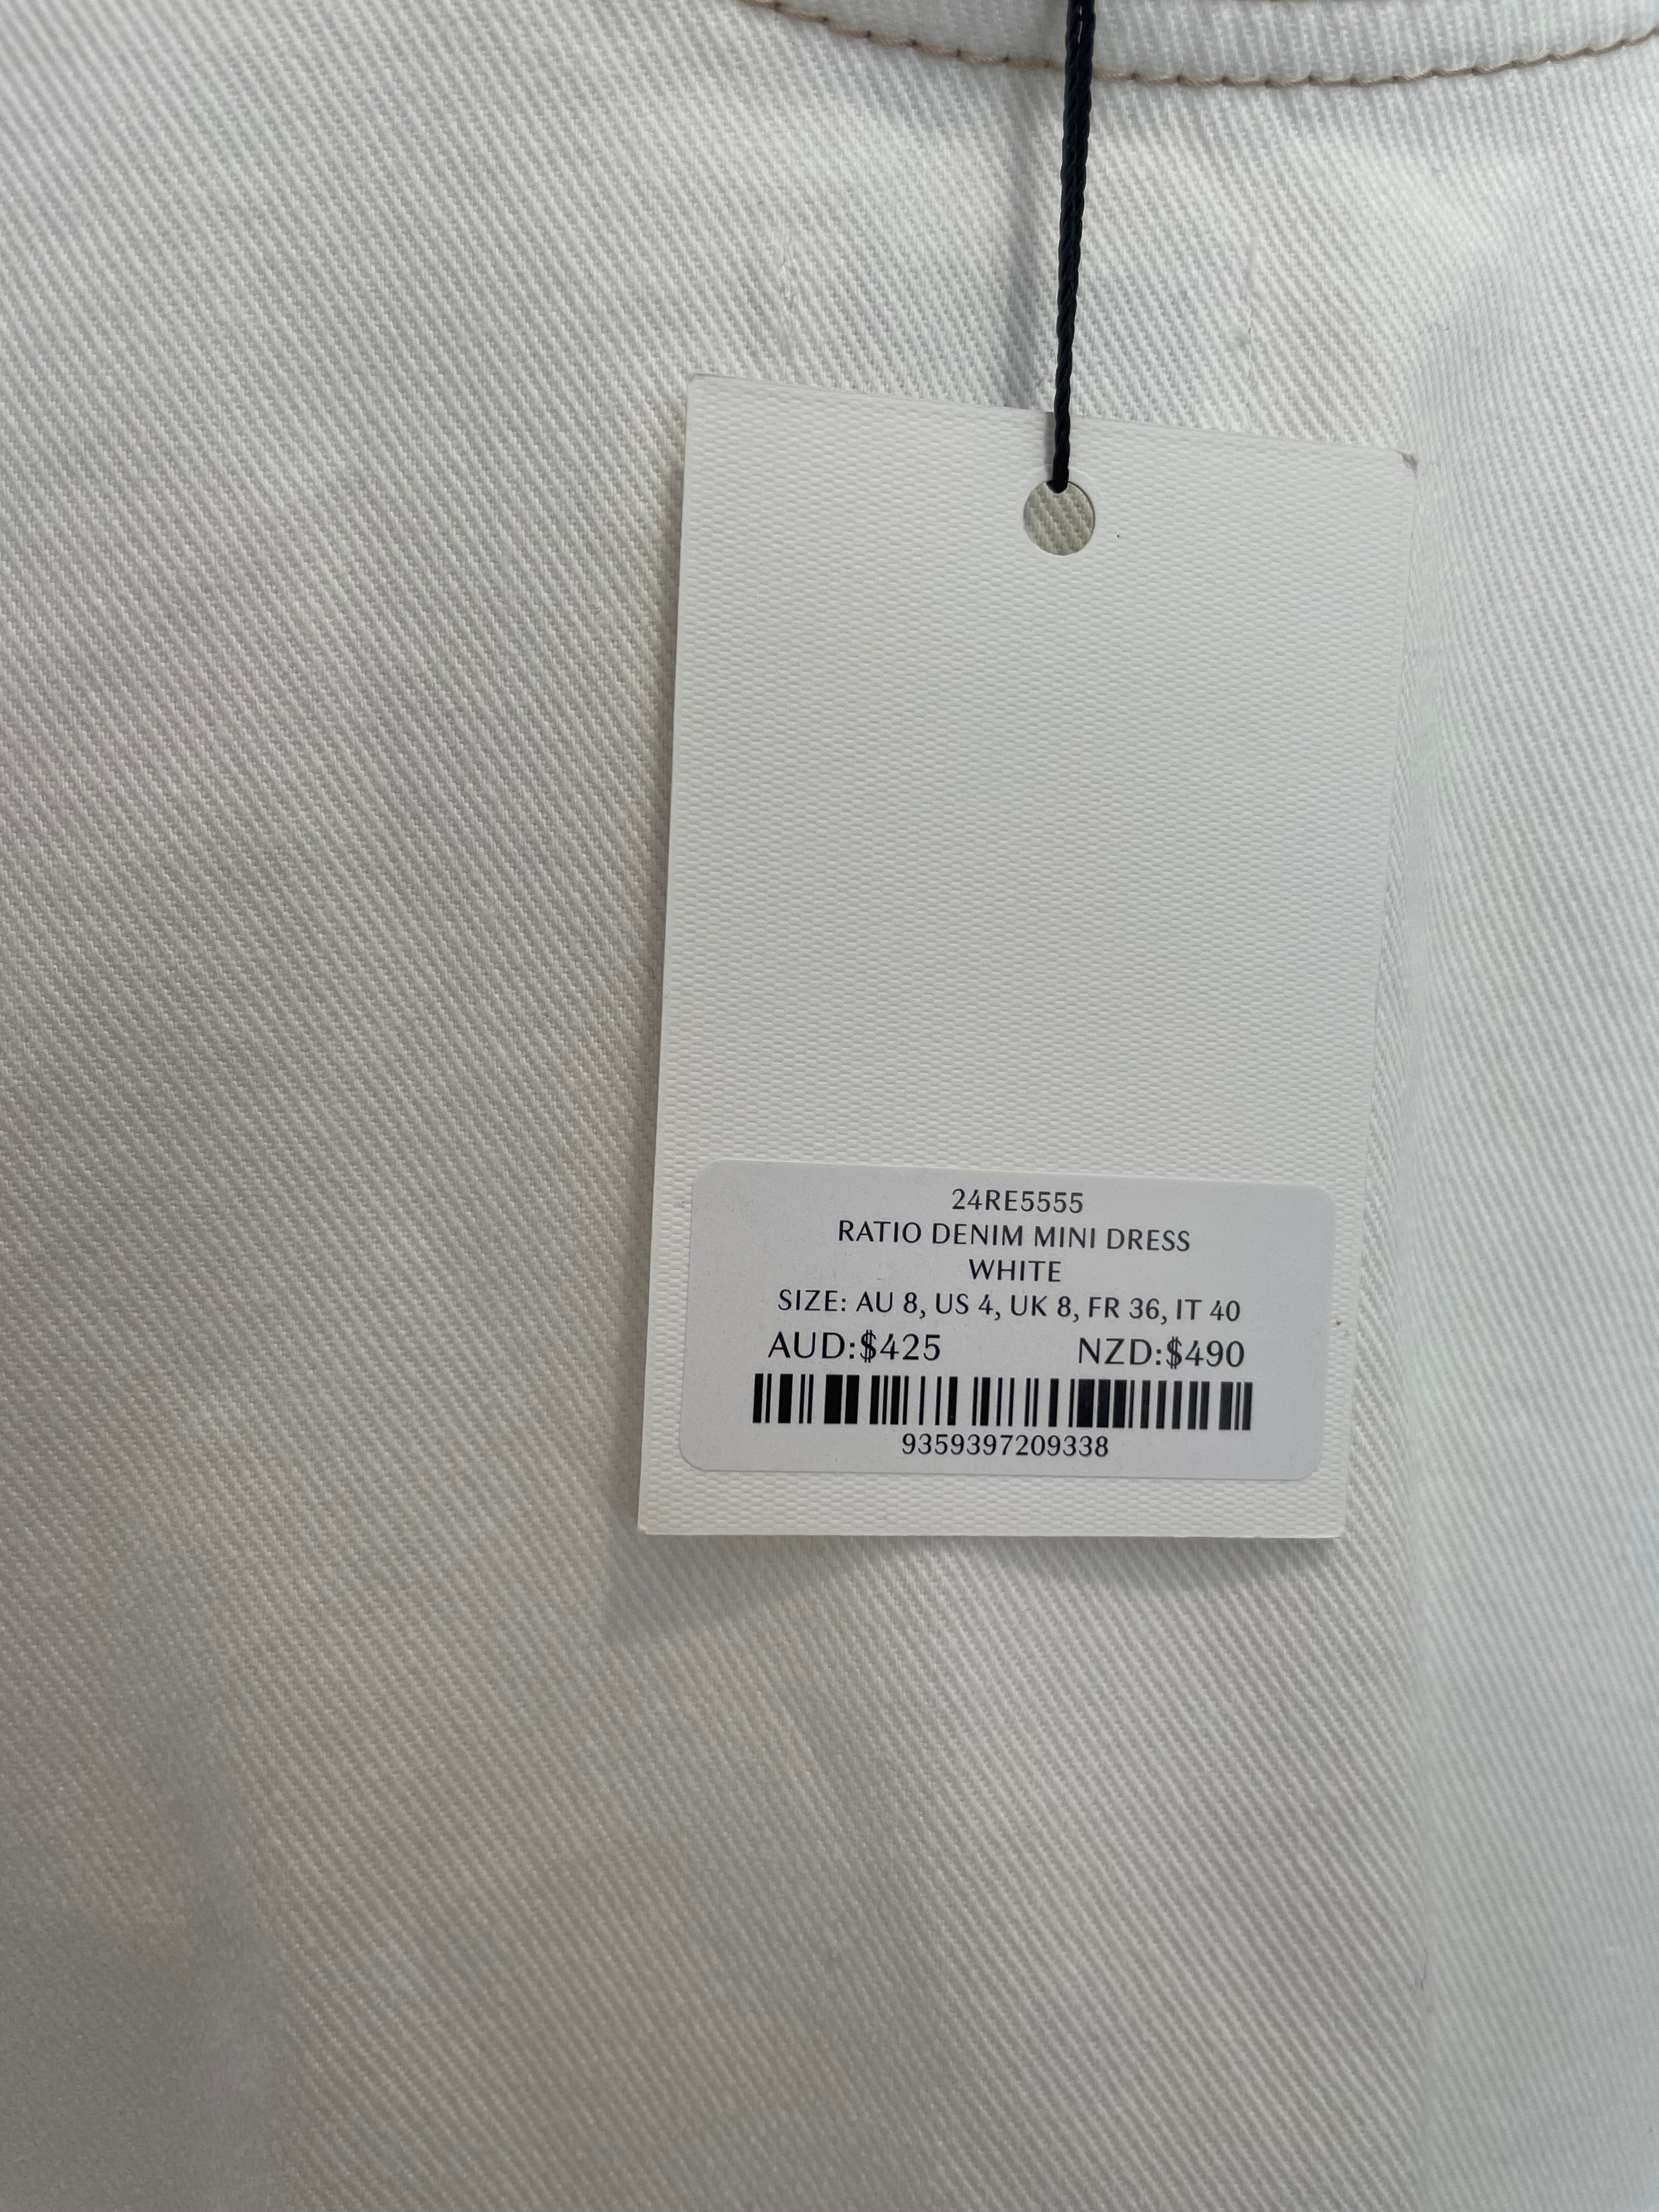 24RE5555
RATIO DENIM MINI DRESS
WHITE
SIZE: AU 8, US 4, UK 8, FR 36, IT 40
AUD:$425 NZD:$490
9359397209338